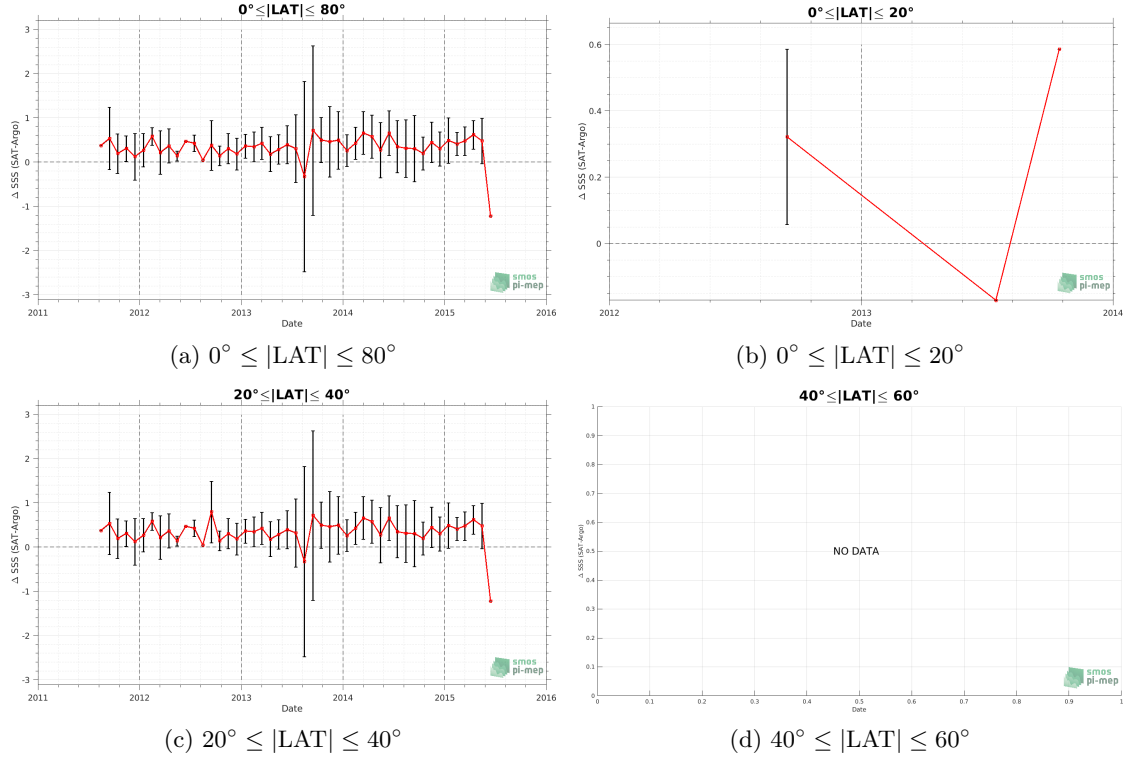 0°≤|LAT|≤ 80°
3
2
1
0
-1
-2
-3
Δ SSS (SAT-Argo)
2011
2012
2013
2014
2015
2016
Date
smos
pi-mep
(a) 0° ≤ |LAT| ≤ 80°
0°≤|LAT|≤ 20°
0.6
0.4
0.2
0
Δ SSS (SAT-Argo)
2012
2013
2014
Date
smos
pi-mep
(b) 0° ≤ |LAT| ≤ 20°
20°≤|LAT|≤ 40°
3
2
1
0
-1
-2
-3
Δ SSS (SAT-Argo)
2011
2012
2013
2014
2015
2016
Date
smos
pi-mep
(c) 20° ≤ |LAT| ≤ 40°
40°≤|LAT|≤ 60°
1
0.9
0.8
0.7
0.6
0.5
0.4
0.3
0.2
0.1
0
Δ SSS (SAT-Argo)
NO DATA
0
0.1
0.2
0.3
0.4
0.5
0.6
0.7
0.8
0.9
1
Date
smos
pi-mep
(d) 40° ≤ |LAT| ≤ 60°